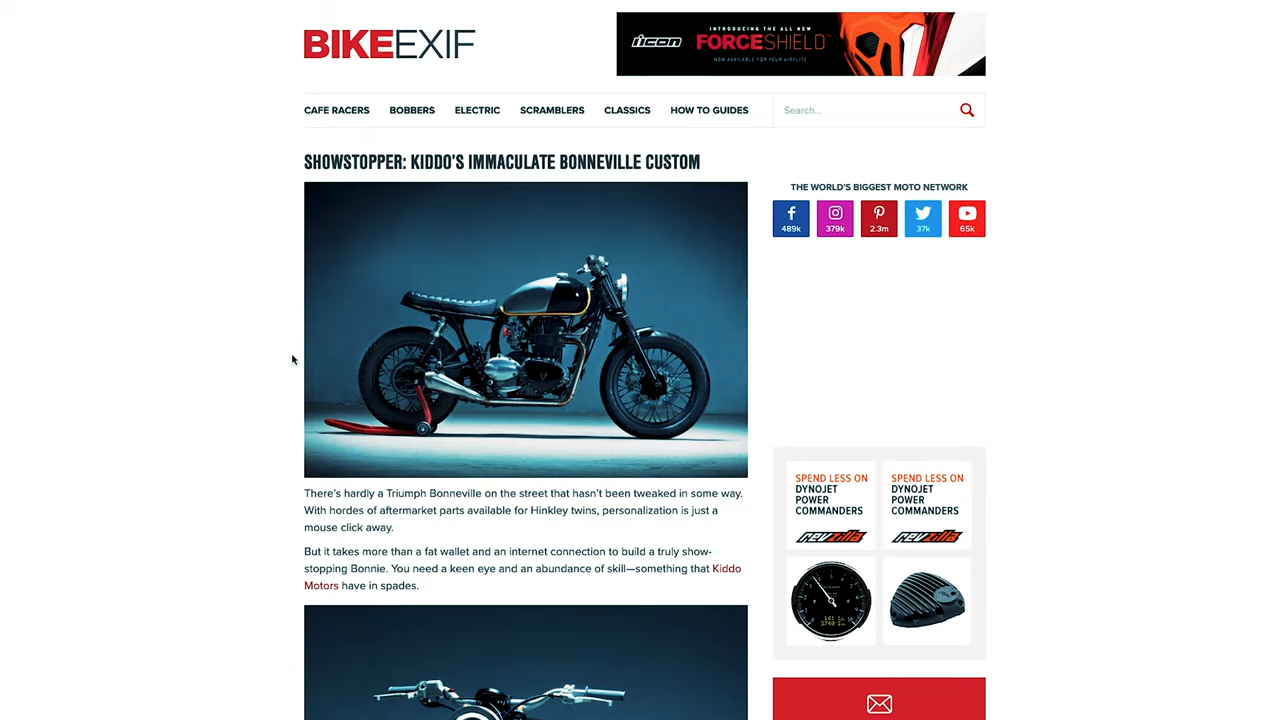 BIKEEXIF
ICON
INTRODUCING THE ALL NEW
FORCESHIELD™
NOW AVAILABLE FOR YOUR AIRFLITE
CAFE RACERS
BOBBERS
ELECTRIC
SCRAMBLERS
CLASSICS
HOW TO GUIDES
Search...
SHOWSTOPPER: KIDDO'S IMMACULATE BONNEVILLE CUSTOM
There's hardly a Triumph Bonneville on the street that hasn't been tweaked in some way.
With hordes of aftermarket parts available for Hinkley twins, personalization is just a
mouse click away.
But it takes more than a fat wallet and an internet connection to build a truly show-
stopping Bonnie. You need a keen eye and an abundance of skill—something that Kiddo
Motors have in spades.
THE WORLD'S BIGGEST MOTO NETWORK
489k
379k
2.3m
37k
65k
SPEND LESS ON
DYNOJET
POWER
COMMANDERS
revzilla
SPEND LESS ON
DYNOJET
POWER
COMMANDERS
revzilla